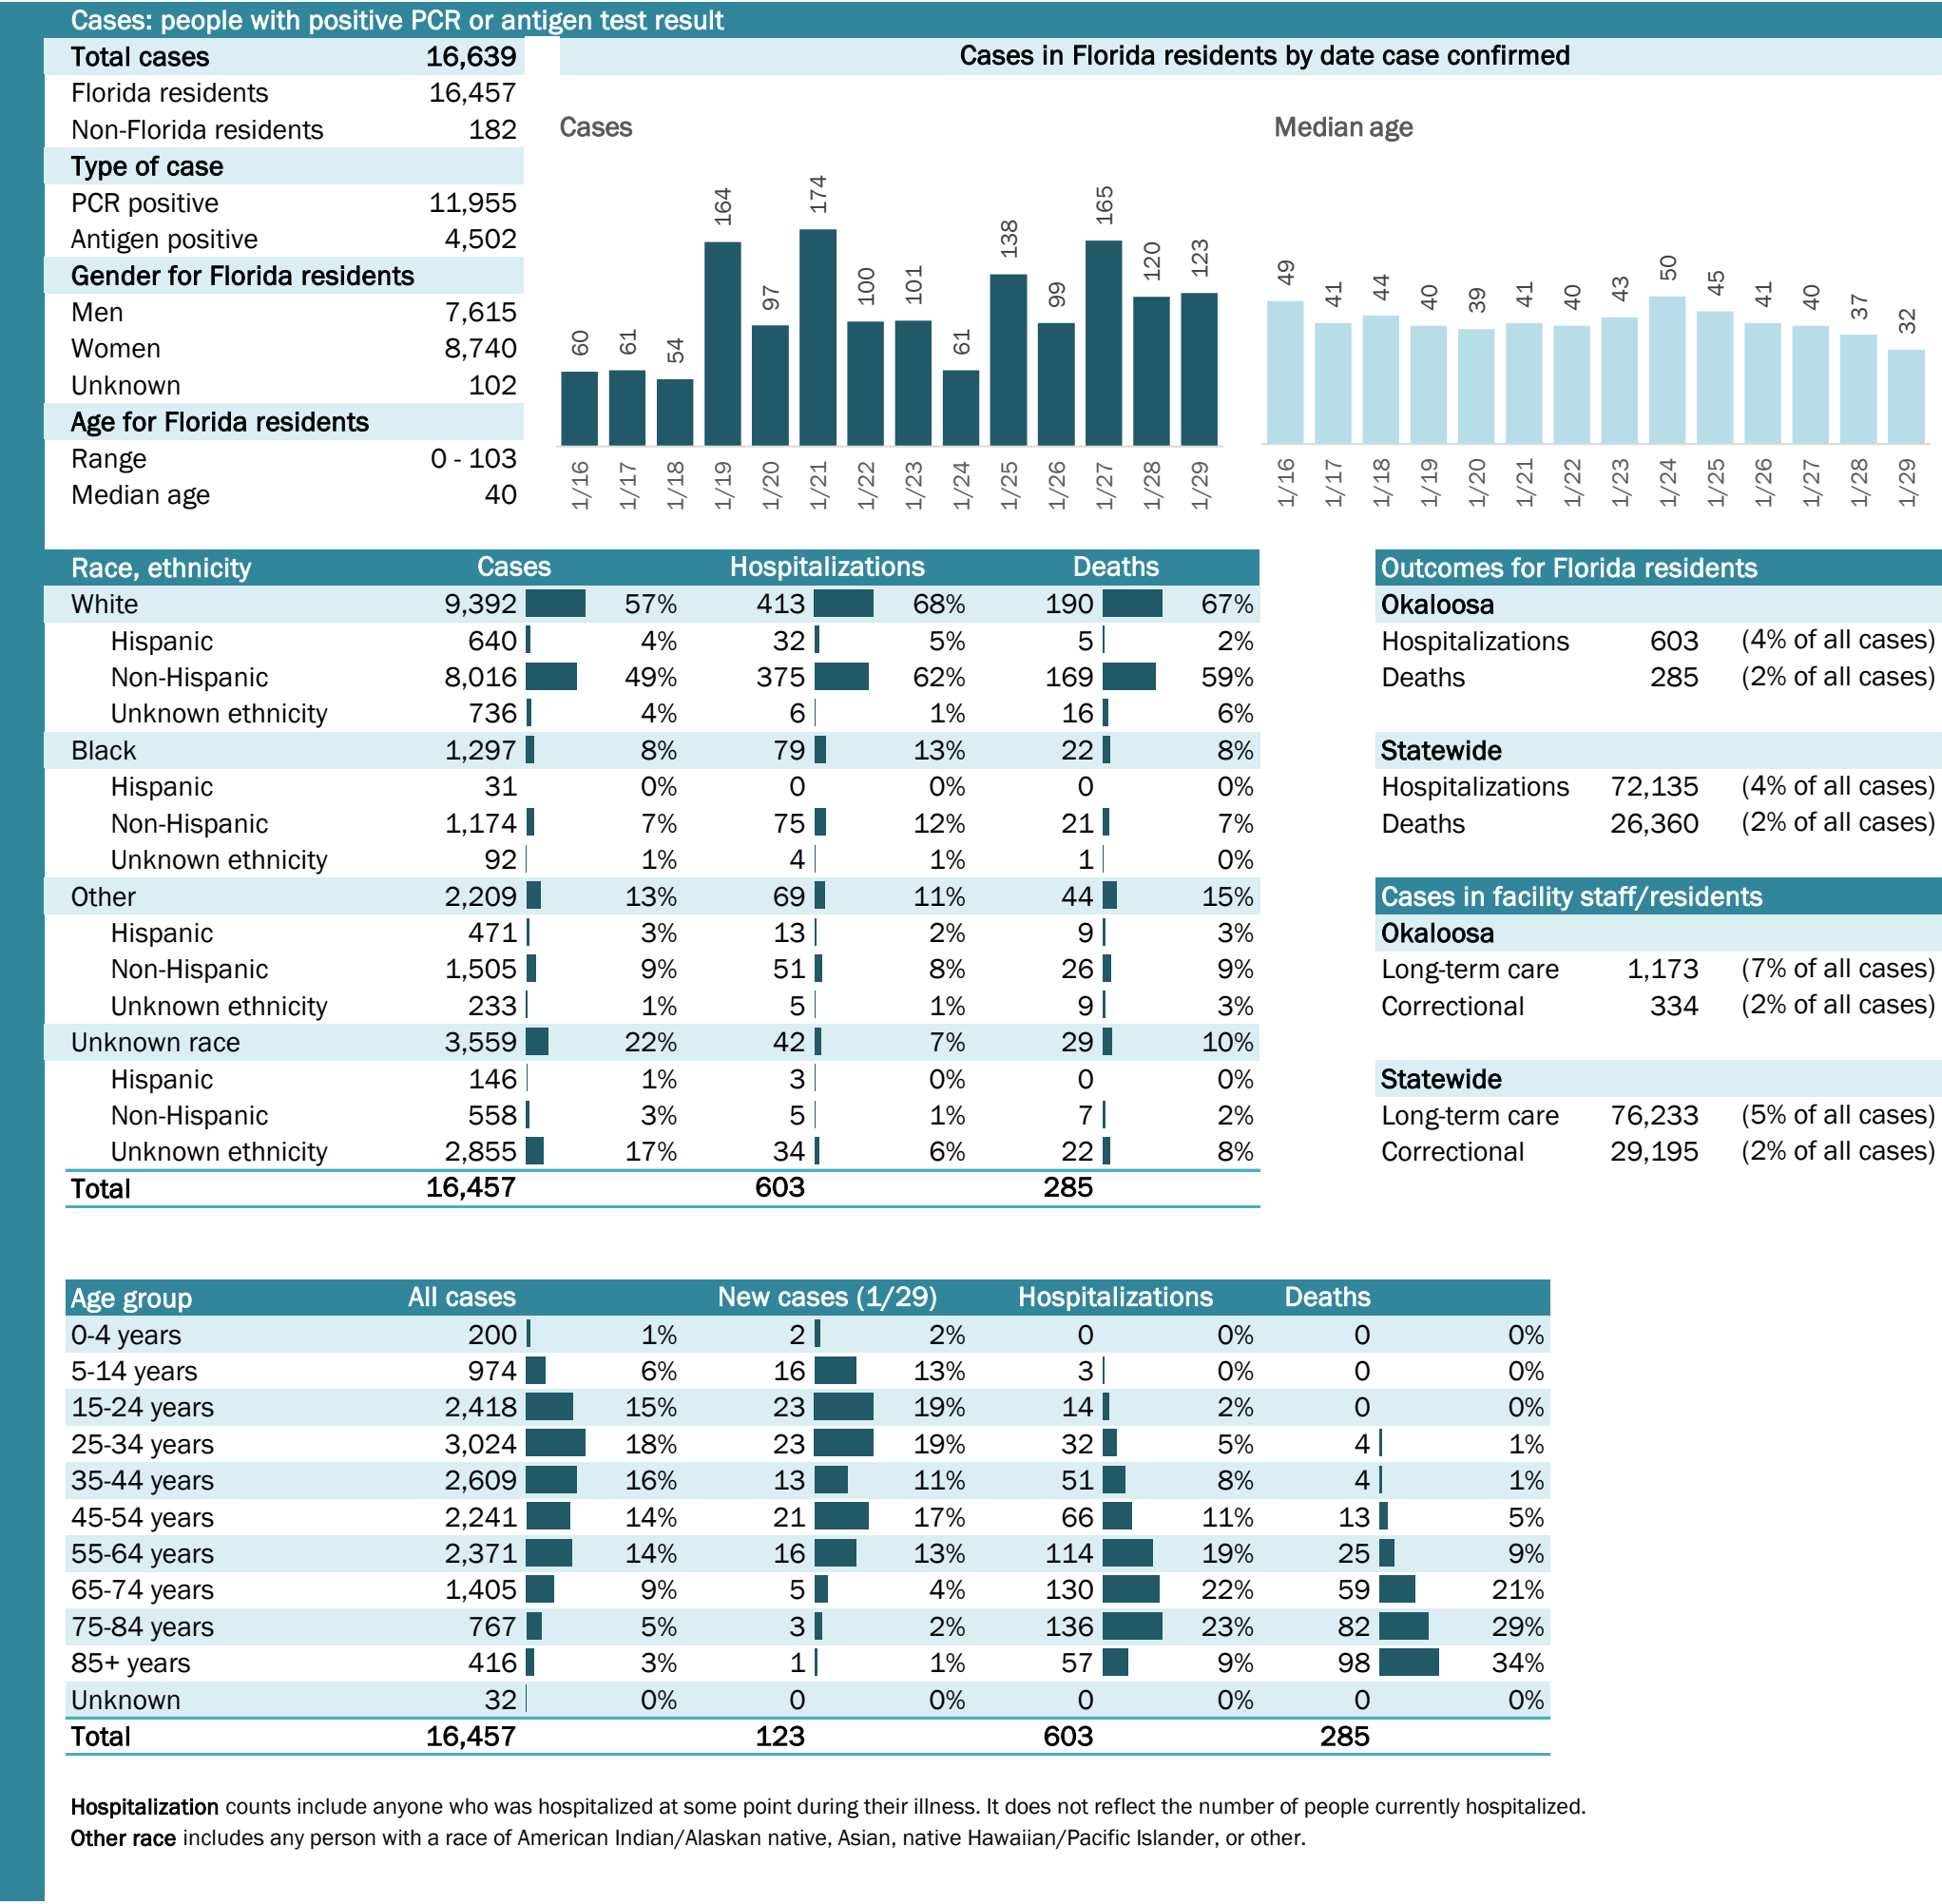 Cases: people with positive PCR or antigen test result
Total cases 16,639
Florida residents 16,457
Non-Florida residents 182
Type of case
PCR positive 11,955
Antigen positive 4,502
Gender for Florida residents
Men 7,615
Women 8,740
Unknown 102
Age for Florida residents
Range 0 - 103
Median age 40
Cases in Florida residents by date case confirmed
Cases
60 61 54 164 97 174 100 101 61 138 99 165 120 123
1/16 1/17 1/18 1/19 1/20 1/21 1/22 1/23 1/24 1/25 1/26 1/27 1/28 1/29
Median age
49 41 44 40 39 41 40 43 50 45 41 40 37 32
1/16 1/17 1/18 1/19 1/20 1/21 1/22 1/23 1/24 1/25 1/26 1/27 1/28 1/29
Race, ethnicity Cases Hospitalizations Deaths
White 9,392 57% 413 68% 190 67%
Hispanic 640 4% 32 5% 5 2%
Non-Hispanic 8,016 49% 375 62% 169 59%
Unknown ethnicity 736 4% 6 1% 16 6%
Black 1,297 8% 79 13% 22 8%
Hispanic 31 0% 0 0% 0 0%
Non-Hispanic 1,174 7% 75 12% 21 7%
Unknown ethnicity 92 1% 4 1% 1 0%
Other 2,209 13% 69 11% 44 15%
Hispanic 471 3% 13 2% 9 3%
Non-Hispanic 1,505 9% 51 8% 26 9%
Unknown ethnicity 233 1% 5 1% 9 3%
Unknown race 3,559 22% 42 7% 29 10%
Hispanic 146 1% 3 0% 0 0%
Non-Hispanic 558 3% 5 1% 7 2%
Unknown ethnicity 2,855 17% 34 6% 22 8%
Total 16,457 603 285
Outcomes for Florida residents
Okaloosa
Hospitalizations 603 (4% of all cases)
Deaths 285 (2% of all cases)
Statewide
Hospitalizations 72,135 (4% of all cases)
Deaths 26,360 (2% of all cases)
Cases in facility staff/residents
Okaloosa
Long-term care 1,173 (7% of all cases)
Correctional 334 (2% of all cases)
Statewide
Long-term care 76,233 (5% of all cases)
Correctional 29,195 (2% of all cases)
Age group All cases New cases (1/29) Hospitalizations Deaths
0-4 years 200 1% 2 2% 0 0% 0 0%
5-14 years 974 6% 16 13% 3 0% 0 0%
15-24 years 2,418 15% 23 19% 14 2% 0 0%
25-34 years 3,024 18% 23 19% 32 5% 4 1%
35-44 years 2,609 16% 13 11% 51 8% 4 1%
45-54 years 2,241 14% 21 17% 66 11% 13 5%
55-64 years 2,371 14% 16 13% 114 19% 25 9%
65-74 years 1,405 9% 5 4% 130 22% 59 21%
75-84 years 767 5% 3 2% 136 23% 82 29%
85+ years 416 3% 1 1% 57 9% 98 34%
Unknown 32 0% 0 0% 0 0% 0 0%
Total 16,457 123 603 285
Hospitalization counts include anyone who was hospitalized at some point during their illness. It does not reflect the number of people currently hospitalized.
Other race includes any person with a race of American Indian/Alaskan native, Asian, native Hawaiian/Pacific Islander, or other.